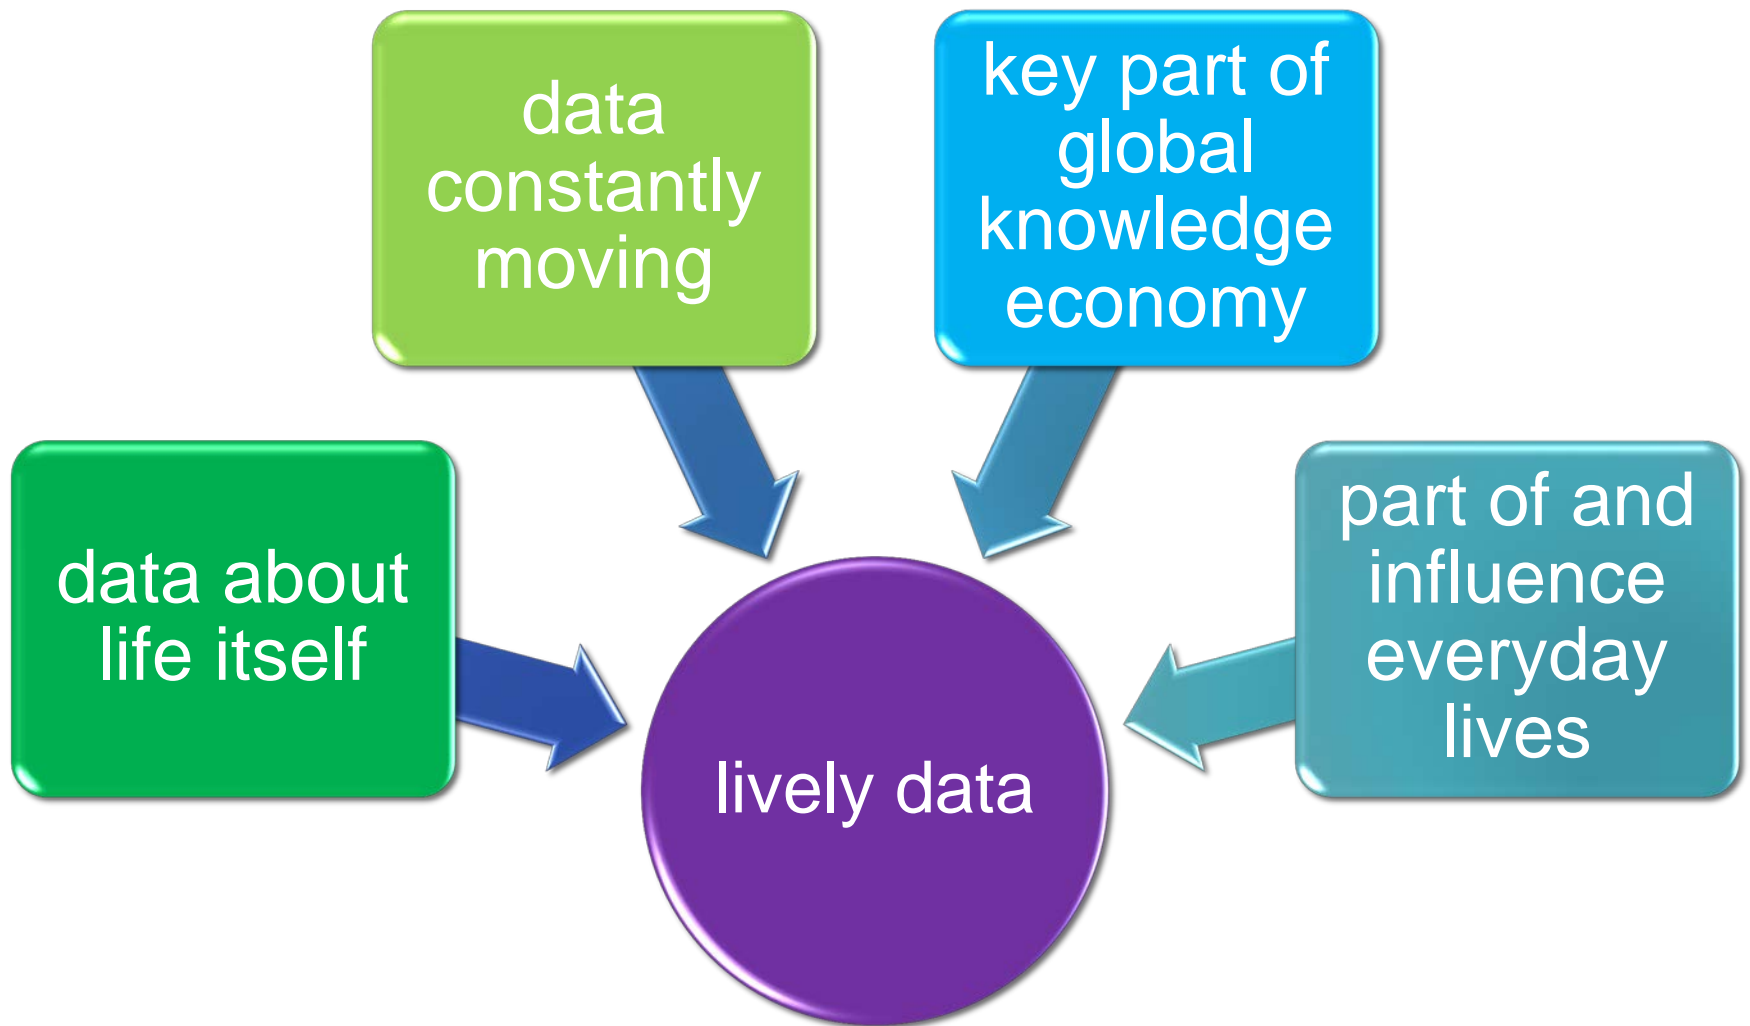 data
constantly
moving
key part of
global
knowledge
economy
data about
life itself
part of and
influence
everyday
lives
lively data